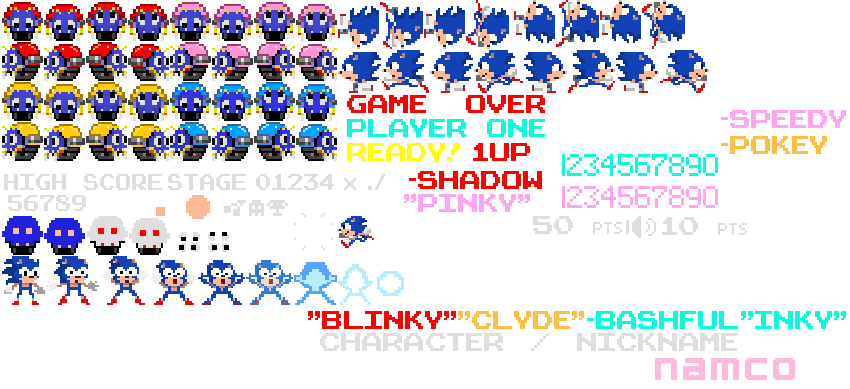 GAME OVER
PLAYER ONE
-SPEEDY
READY! 1UP
-POKEY
1234567890
HIGH SCORE STAGE 01234 x ./
-SHADOW
56789
"PINKY"
1234567890
50 PTS 10 PTS
"BLINKY" "CLYDE" -BASHFUL "INKY"
CHARACTER / NICKNAME
namco